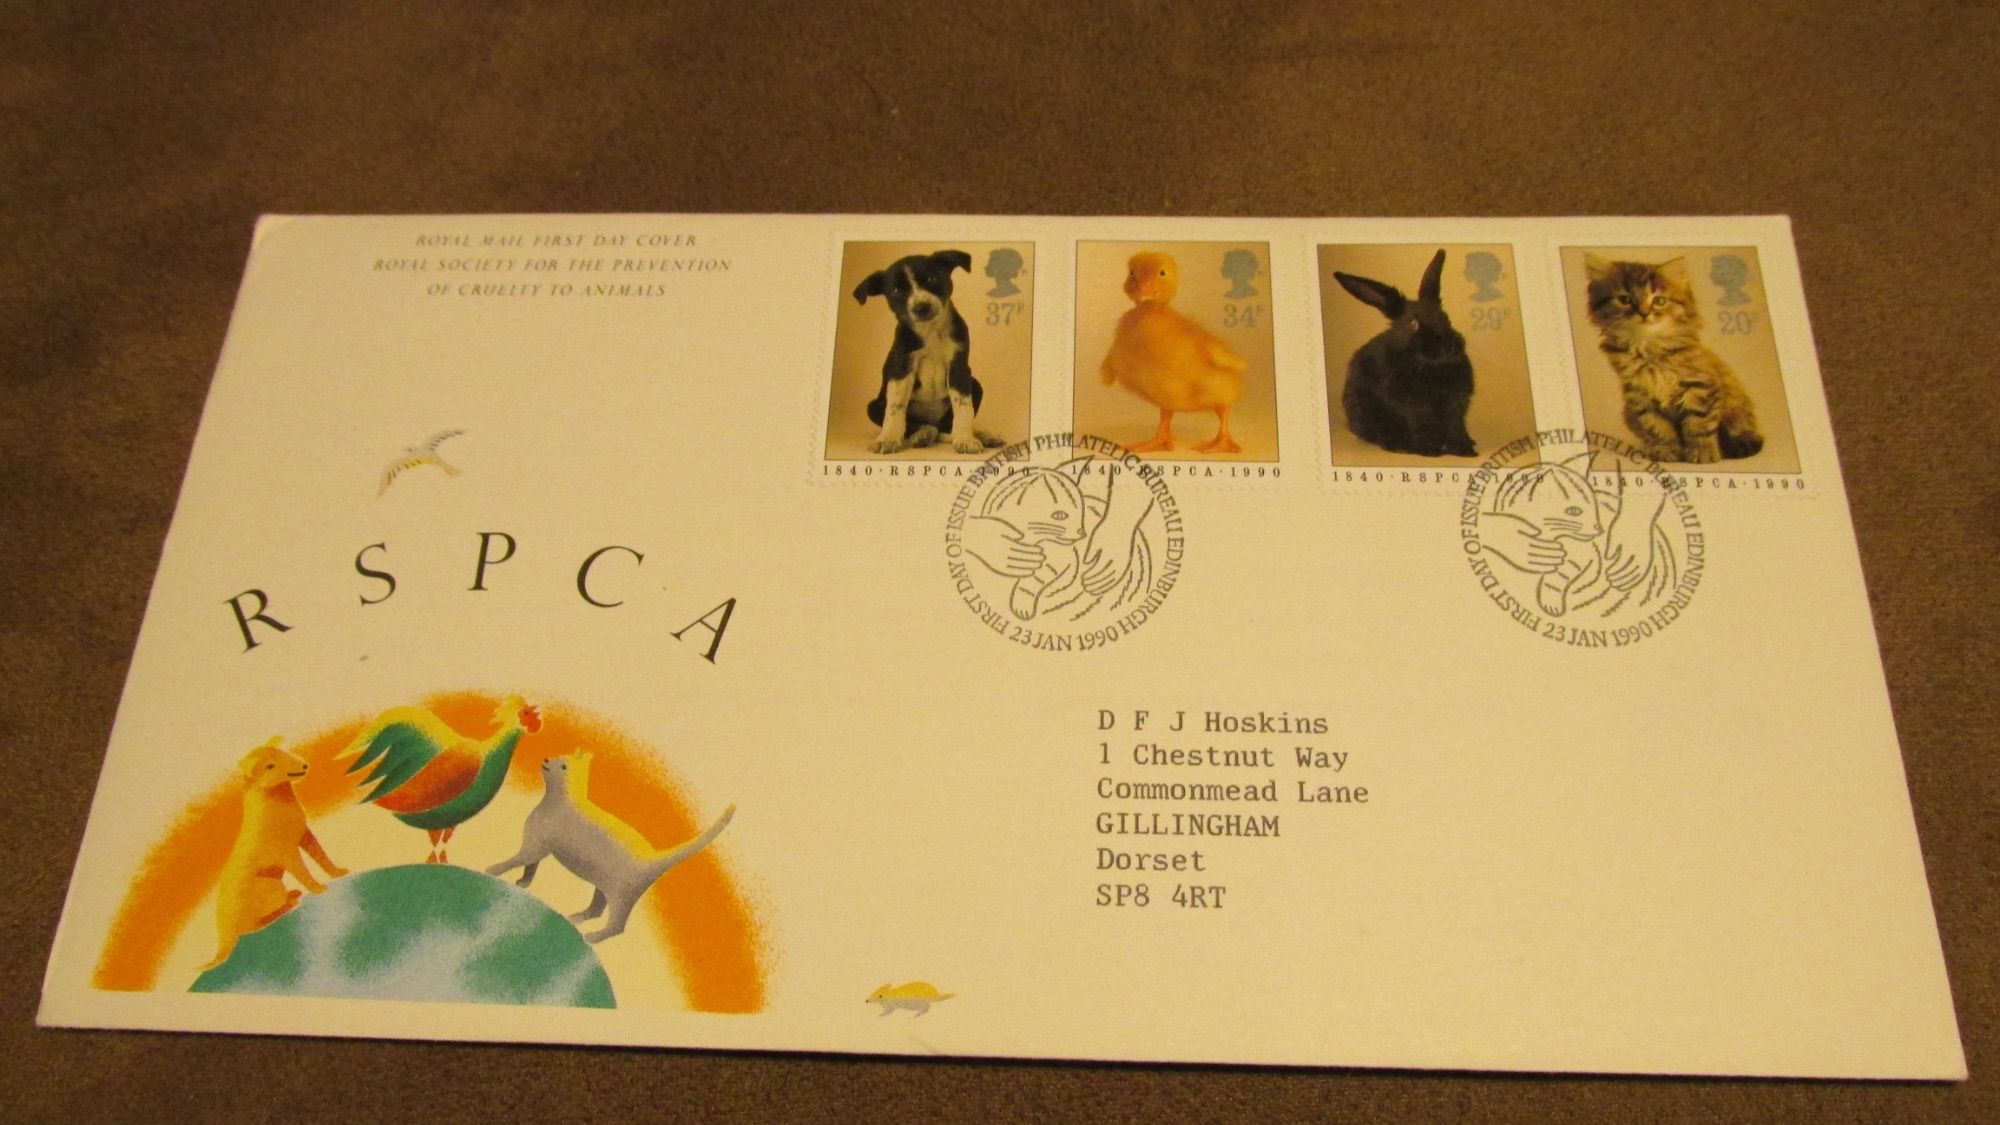 ROYAL MAIL FIRST DAY COVER
ROYAL SOCIETY FOR THE PREVENTION
OF CRUELTY TO ANIMALS
37P
34P
29P
20P
1840·RSPCA·1990
1840·RSPCA·1990
1840·RSPCA·1990
1840·RSPCA·1990
FIRST DAY OF ISSUE BRITISH PHILATELIC BUREAU EDINBURGH
23 JAN 1990
FIRST DAY OF ISSUE BRITISH PHILATELIC BUREAU EDINBURGH
23 JAN 1990
RSPCA
D F J Hoskins
1 Chestnut Way
Commonmead Lane
GILLINGHAM
Dorset
SP8 4RT